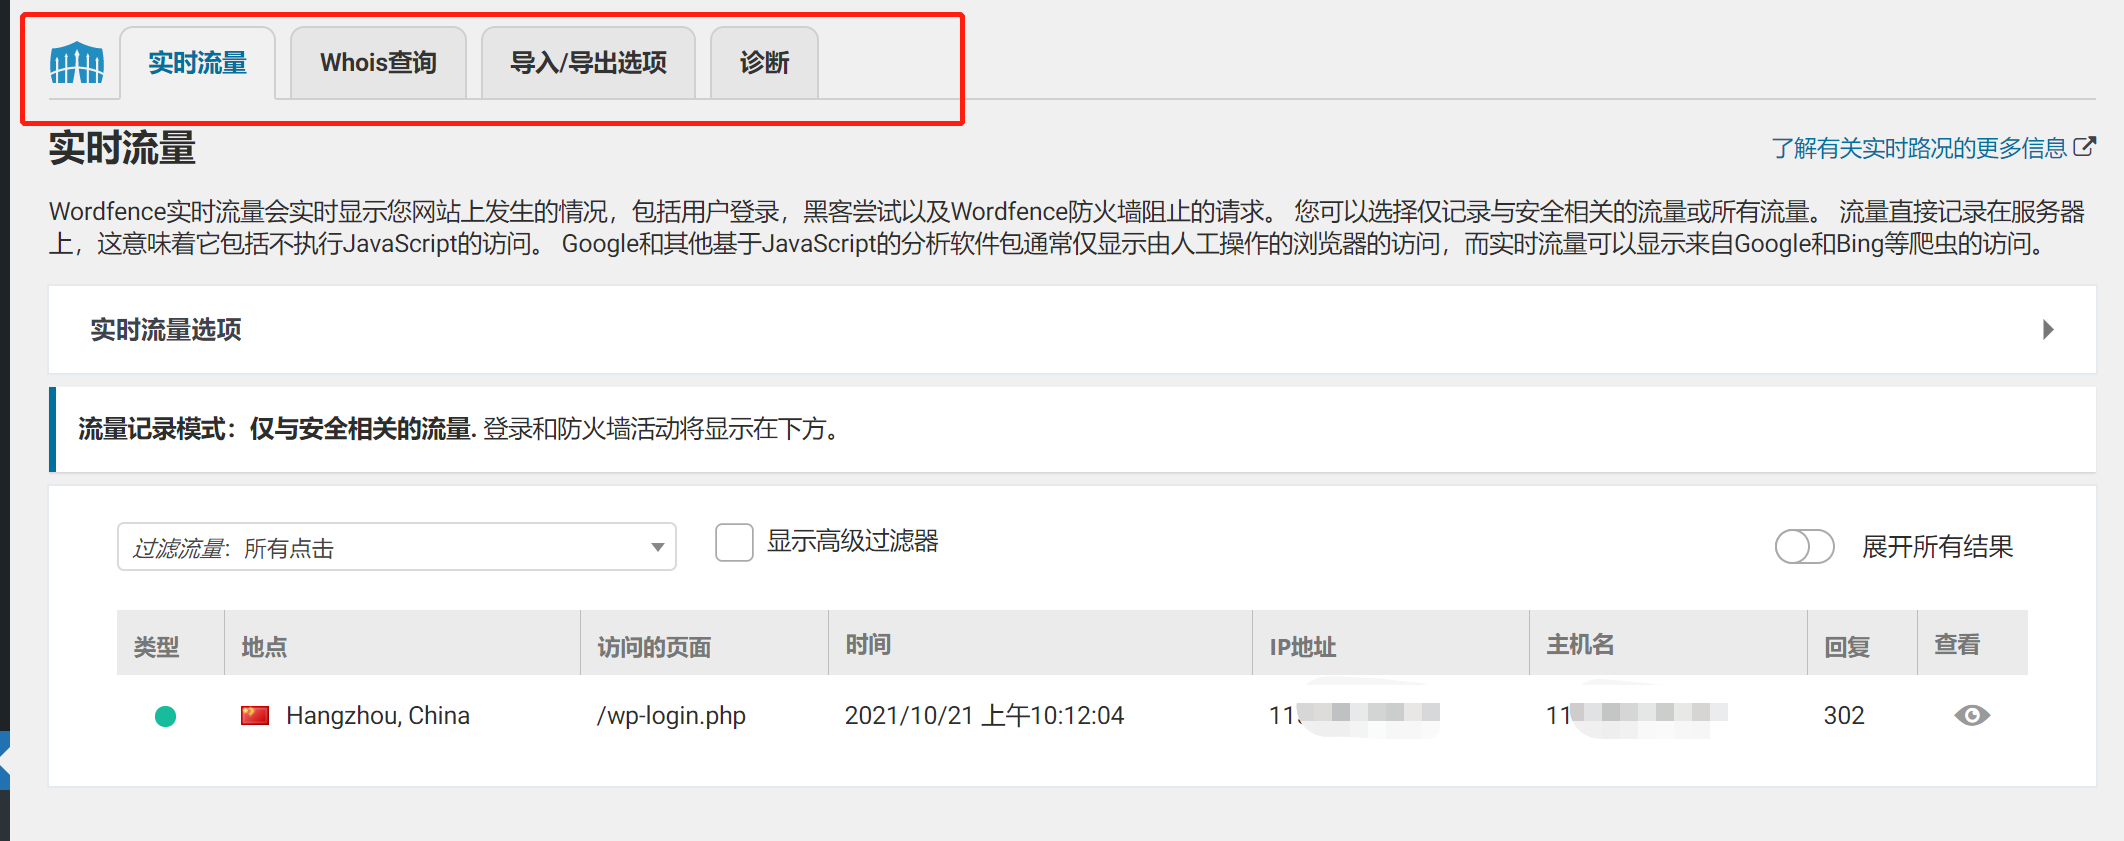 实时流量 Whois查询 导入/导出选项 诊断
实时流量
了解有关实时路况的更多信息
Wordfence实时流量会实时显示您网站上发生的情况，包括用户登录，黑客尝试以及Wordfence防火墙阻止的请求。 您可以选择仅记录与安全相关的流量或所有流量。 流量直接记录在服务器
上，这意味着它包括不执行JavaScript的访问。 Google和其他基于JavaScript的分析软件包通常仅显示由人工操作的浏览器的访问，而实时流量可以显示来自Google和Bing等爬虫的访问。
实时流量选项
流量记录模式：仅与安全相关的流量. 登录和防火墙活动将显示在下方。
过滤流量：所有点击 显示高级过滤器 展开所有结果
类型 地点 访问的页面 时间 IP地址 主机名 回复 查看
Hangzhou, China /wp-login.php 2021/10/21 上午10:12:04 11 11 302